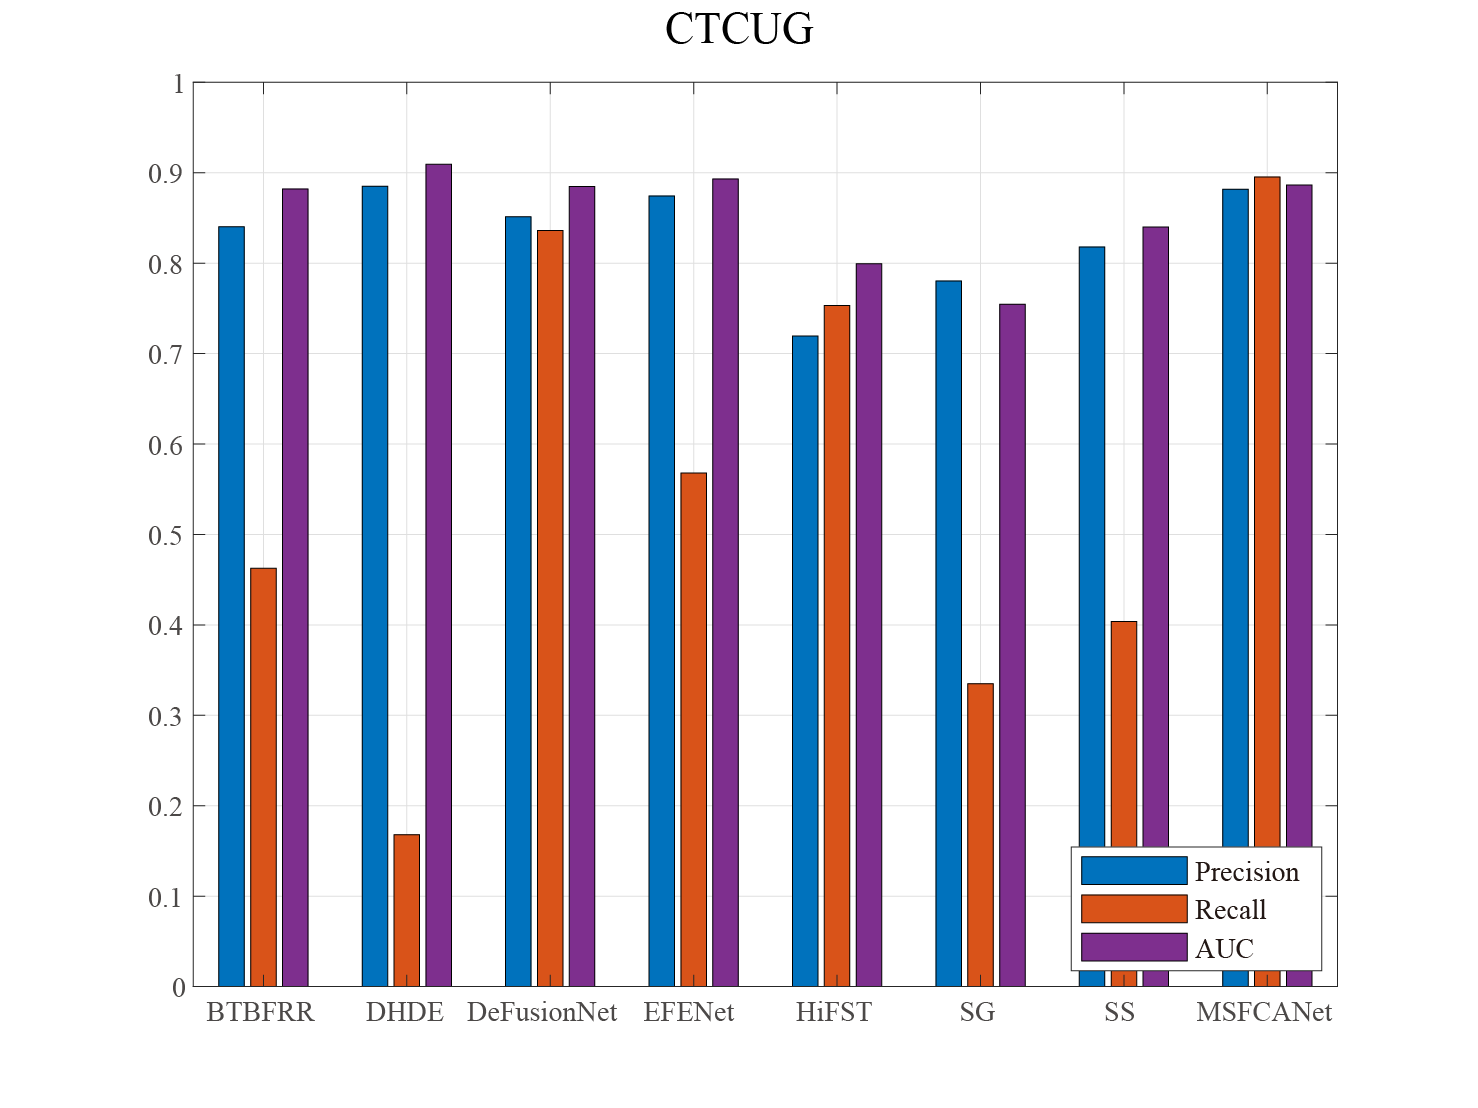 CTCUG
1
0.9
0.8
0.7
0.6
0.5
0.4
0.3
0.2
0.1
0
Precision
Recall
AUC
BTBFRR DHDE DeFusionNet EFENet HiFST SG SS MSFCANet